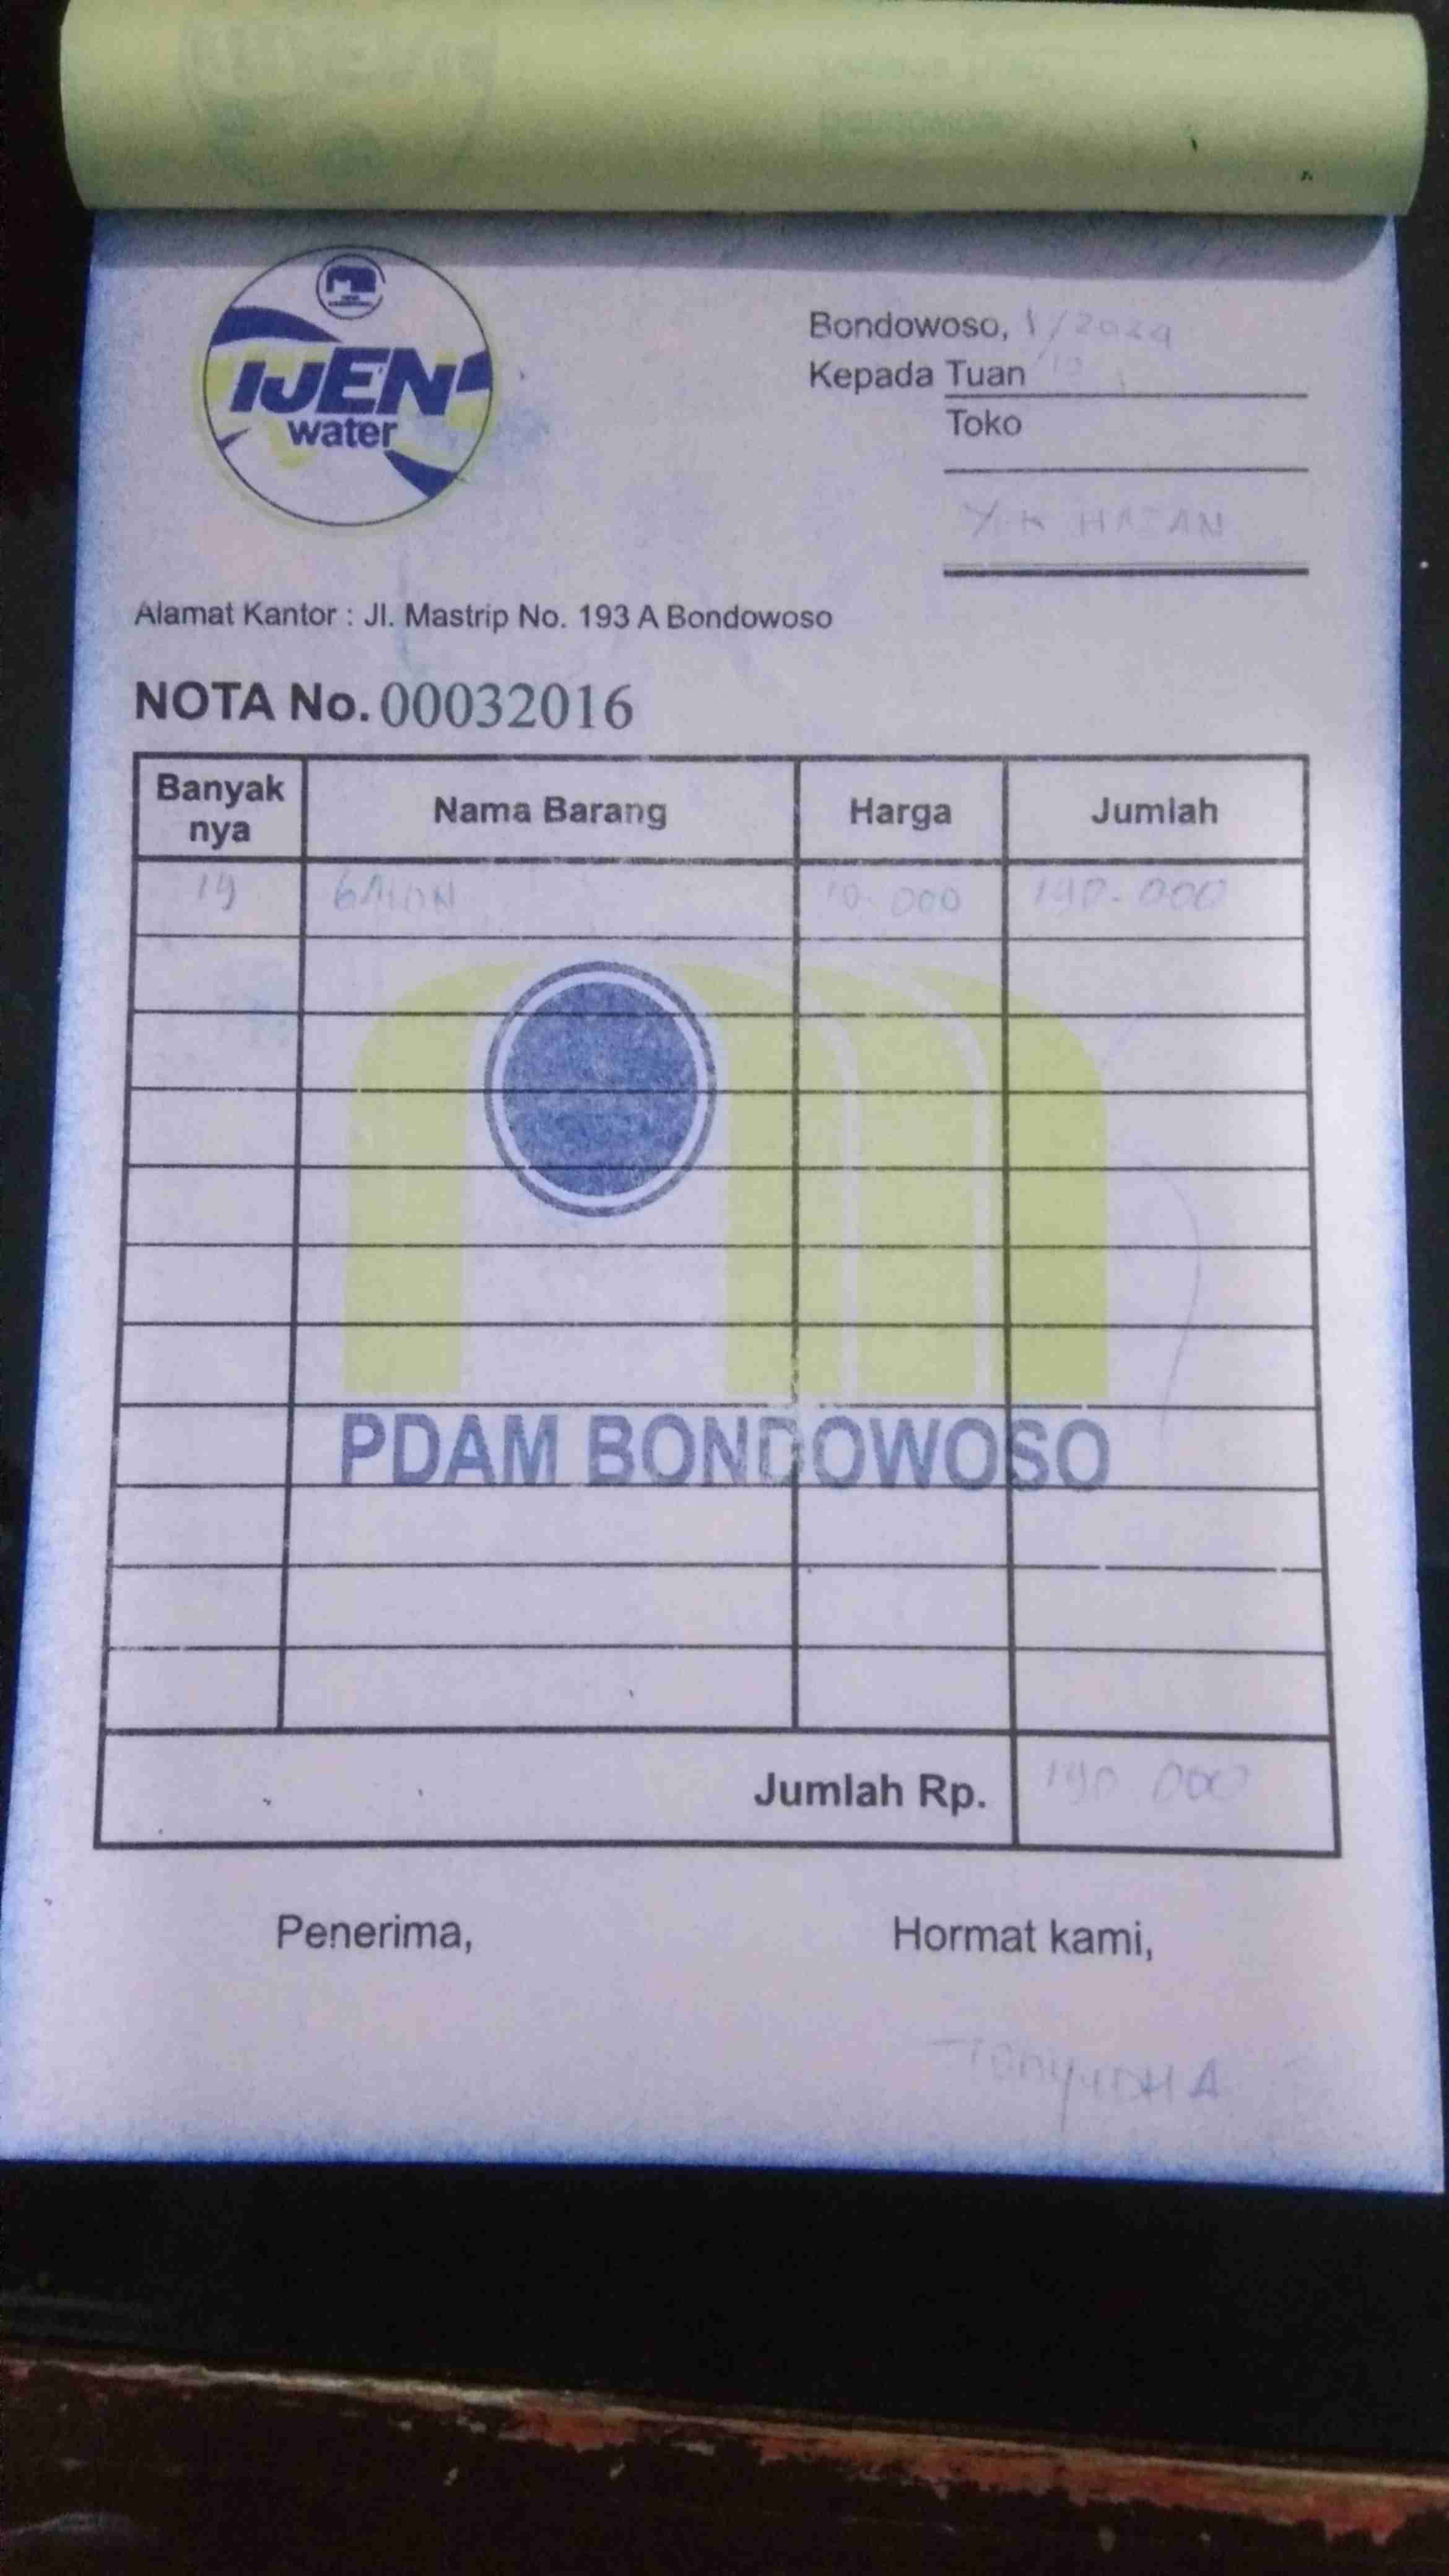 IJEN
water
Bondowoso, 1/2024
10
Kepada Tuan
Toko
HASAN
Alamat Kantor : Jl. Mastrip No. 193 A Bondowoso
NOTA No. 00032016
Banyak nya Nama Barang Harga Jumlah
19 GALON 10.000 190.000
PDAM BONDOWOSO
Jumlah Rp. 190 000
Penerima, Hormat kami,